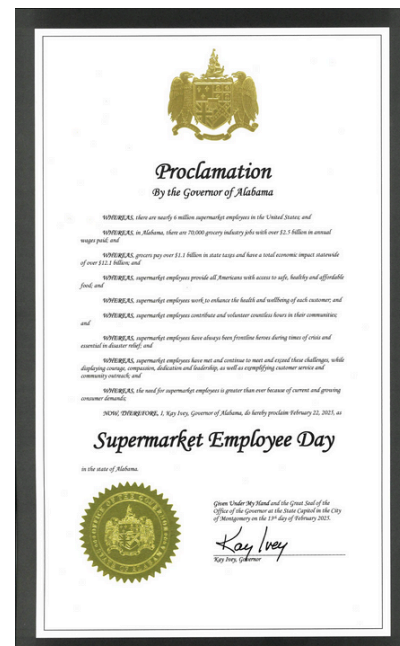 Proclamation
By the Governor of Alabama
WHEREAS, there are nearly 6 million supermarket employees in the United States; and
WHEREAS, in Alabama, there are 70,000 grocery industry jobs with over $2.5 billion in annual
wages paid; and
WHEREAS, grocers pay over $1.1 billion in state taxes and have a total economic impact statewide
of over $12.1 billion; and
WHEREAS, supermarket employees provide all Americans with access to safe, healthy and affordable
food; and
WHEREAS, supermarket employees work to enhance the health and wellbeing of each customer; and
WHEREAS, supermarket employees contribute and volunteer countless hours in their communities;
and
WHEREAS, supermarket employees have always been frontline heroes during times of crisis and
essential in disaster relief; and
WHEREAS, supermarket employees have met and continue to meet and exceed these challenges, while
displaying courage, compassion, dedication and leadership, as well as exemplifying customer service and
community outreach; and
WHEREAS, the need for supermarket employees is greater than ever because of current and growing
consumer demands;
NOW, THEREFORE, I, Kay Ivey, Governor of Alabama, do hereby proclaim February 22, 2025, as
Supermarket Employee Day
in the state of Alabama.
Given Under My Hand and the Great Seal of the
Office of the Governor at the State Capitol in the City
of Montgomery on the 13th day of February 2025.
Kay Ivey
Kay Ivey, Governor